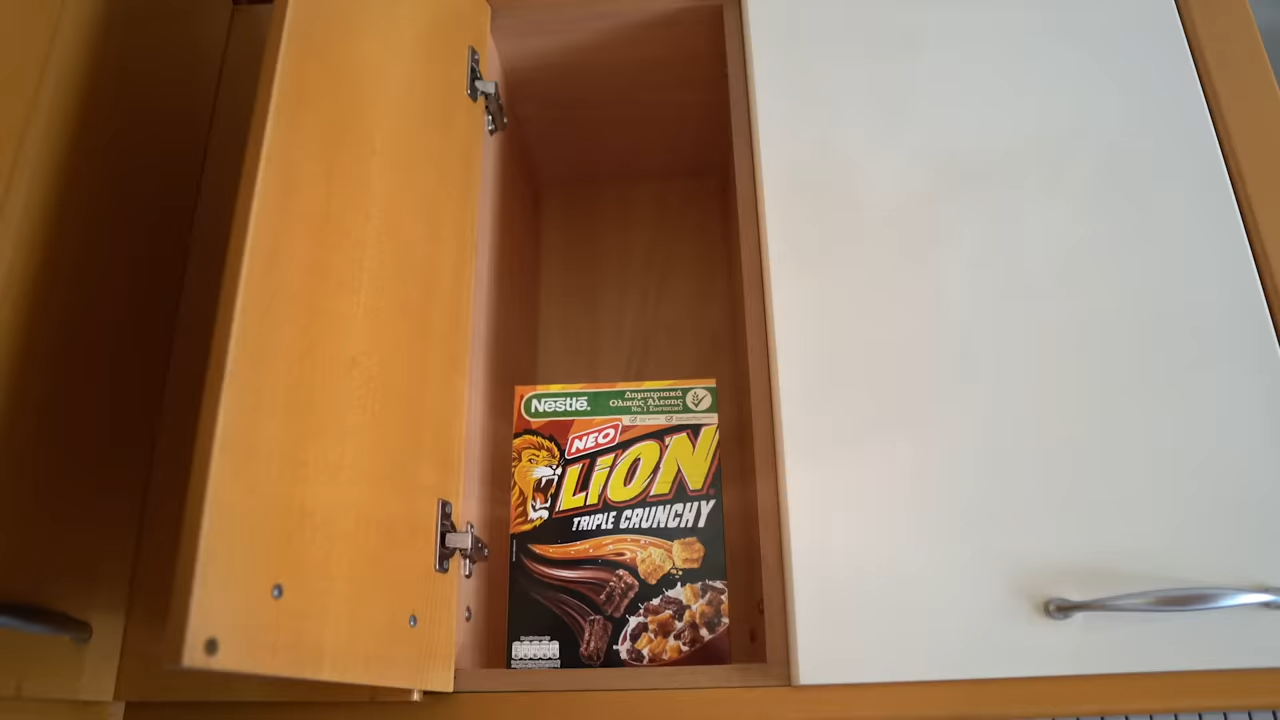 Nestlé.
Δημητριακά
Ολικής Άλεσης
Νο.1 Συστατικό
ΝΕΟ
LION
TRIPLE CRUNCHY